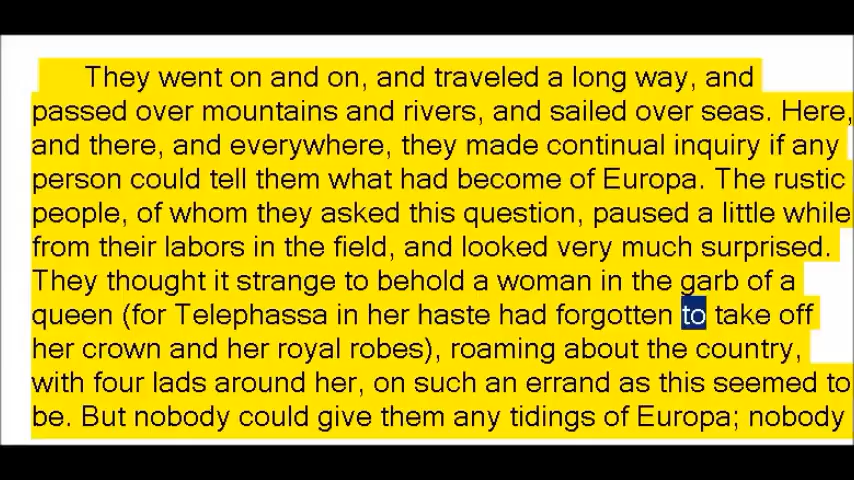 They went on and on, and traveled a long way, and
passed over mountains and rivers, and sailed over seas. Here,
and there, and everywhere, they made continual inquiry if any
person could tell them what had become of Europa. The rustic
people, of whom they asked this question, paused a little while
from their labors in the field, and looked very much surprised.
They thought it strange to behold a woman in the garb of a
queen (for Telephassa in her haste had forgotten to take off
her crown and her royal robes), roaming about the country,
with four lads around her, on such an errand as this seemed to
be. But nobody could give them any tidings of Europa; nobody